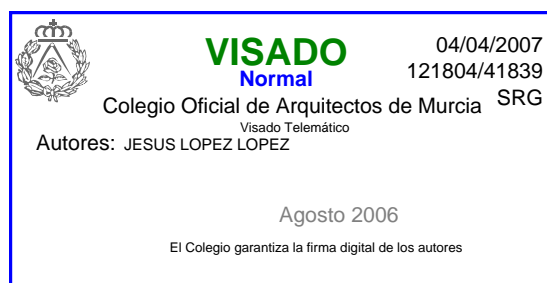 VISADO
Normal
04/04/2007
121804/41839
SRG
Colegio Oficial de Arquitectos de Murcia
Visado Telemático
Autores: JESUS LOPEZ LOPEZ
Agosto 2006
El Colegio garantiza la firma digital de los autores